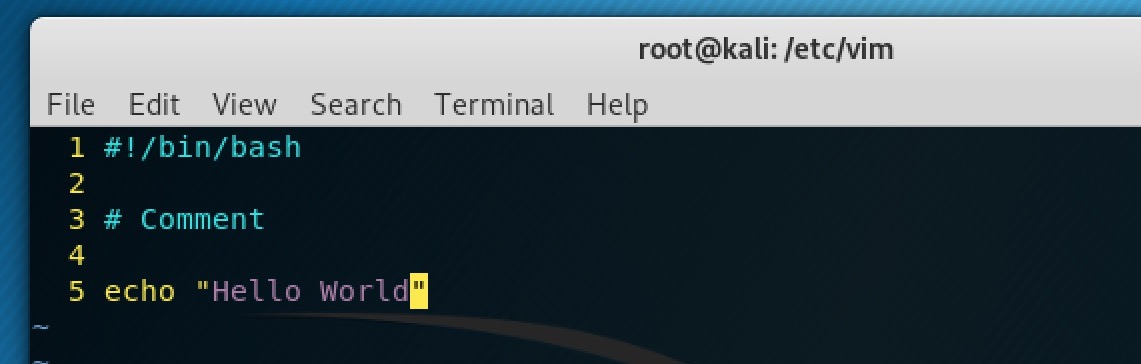 root@kali: /etc/vim
File Edit View Search Terminal Help
1 #!/bin/bash
2
3 # Comment
4
5 echo "Hello World"
~
~